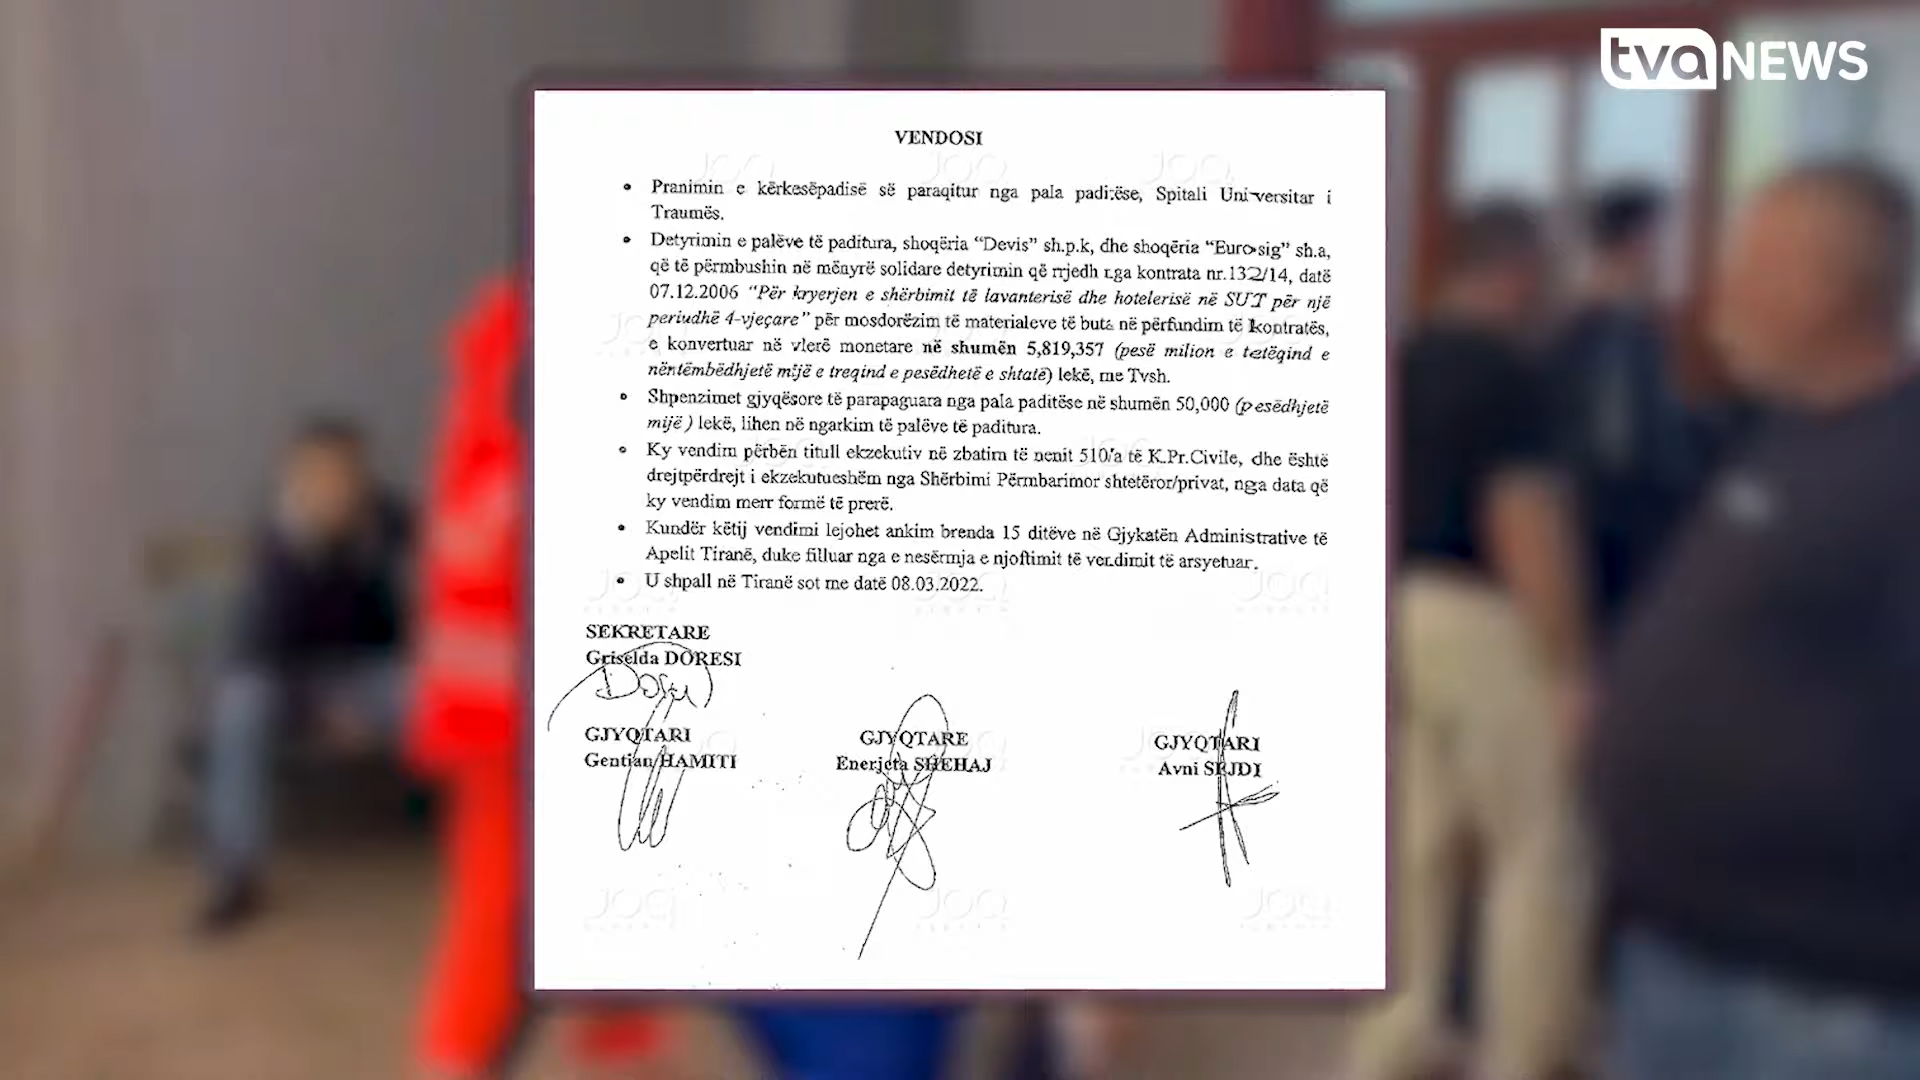 tva NEWS
VENDOSI
• Pranimin e kërkesëpadisë së paraqitur nga pala paditëse, Spitali Universitar i
Traumës.
• Detyrimin e palëve të paditura, shoqëria "Devis" sh.p.k, dhe shoqëria "Eurosig" sh.a,
që të përmbushin në mënyrë solidare detyrimin që rrjedh nga kontrata nr.132/14, datë
07.12.2006 "Për kryerjen e shërbimit të lavanterisë dhe hotelerisë në SUT për një
periudhë 4-vjeçare" për mosdorëzim të materialeve të buta në përfundim të kontratës,
e konvertuar në vlerë monetare në shumën 5,819,357 (pesë milion e tetëqind e
nëntëmbëdhjetë mijë e treqind e pesëdhetë e shtatë) lekë, me Tvsh.
• Shpenzimet gjyqësore të parapaguara nga pala paditëse në shumën 50,000 (pesëdhjetë
mijë ) lekë, lihen në ngarkim të palëve të paditura.
• Ky vendim përbën titull ekzekutiv në zbatim të nenit 510/a të K.Pr.Civile, dhe është
drejtpërdrejt i ekzekutueshëm nga Shërbimi Përmbarimor shtetëror/privat, nga data që
ky vendim merr formë të prerë.
• Kundër këtij vendimi lejohet ankim brenda 15 ditëve në Gjykatën Administrative të
Apelit Tiranë, duke filluar nga e nesërmja e njoftimit të vendimit të arsyetuar.
• U shpall në Tiranë sot me datë 08.03.2022.
SEKRETARE
Griselda DORESI
GJYQTARI
Gentian HAMITI
GJYQTARE
Enerjeta SHEHAJ
GJYQTARI
Avni SEJDI